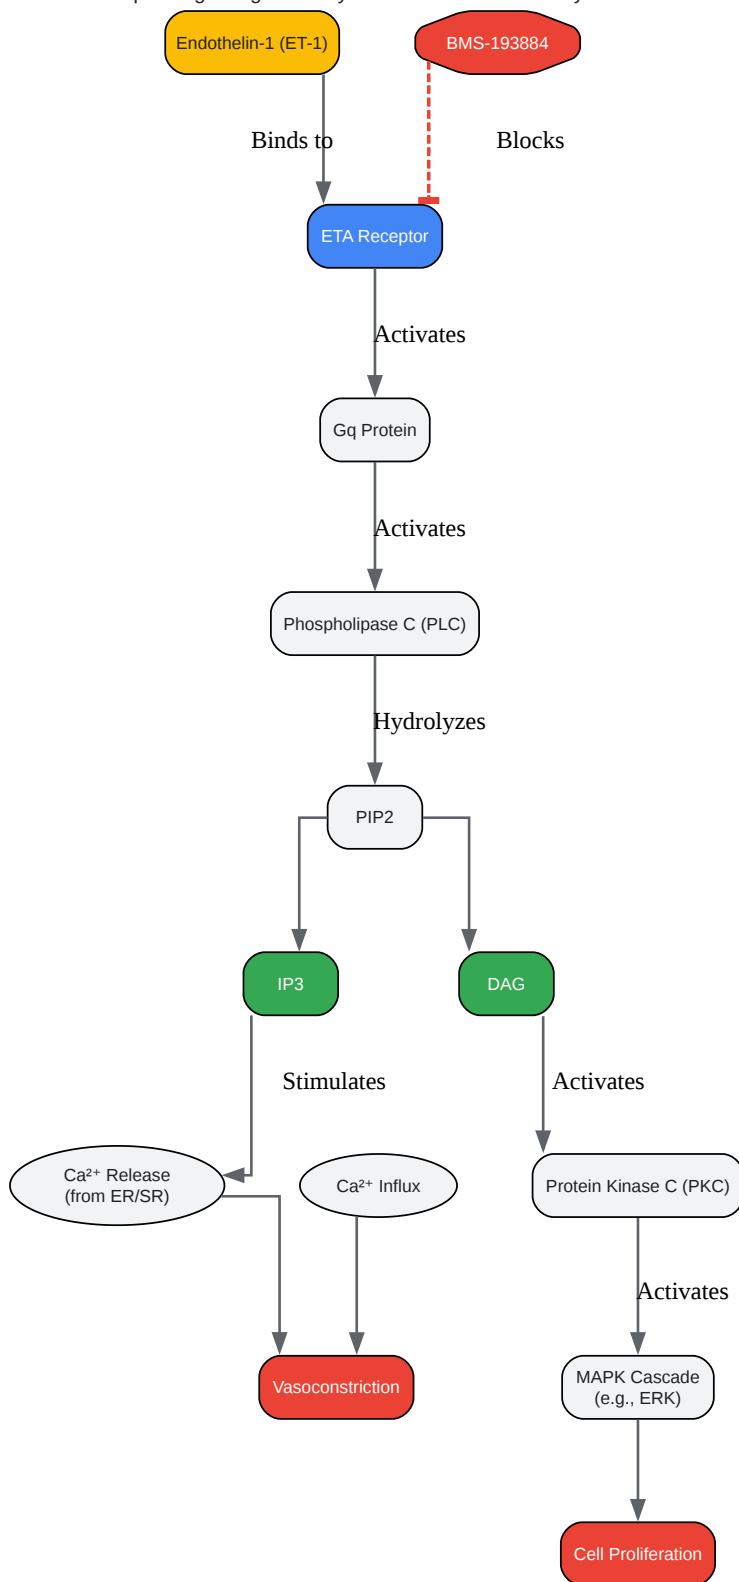 Endothelin-1 (ET-1)
BMS-193884
Binds to
Blocks
ETA Receptor
Activates
Gq Protein
Activates
Phospholipase C (PLC)
Hydrolyzes
PIP2
IP3
DAG
Stimulates
Activates
Ca²⁺ Release
(from ER/SR)
Ca²⁺ Influx
Protein Kinase C (PKC)
Activates
Vasoconstriction
MAPK Cascade
(e.g., ERK)
Cell Proliferation